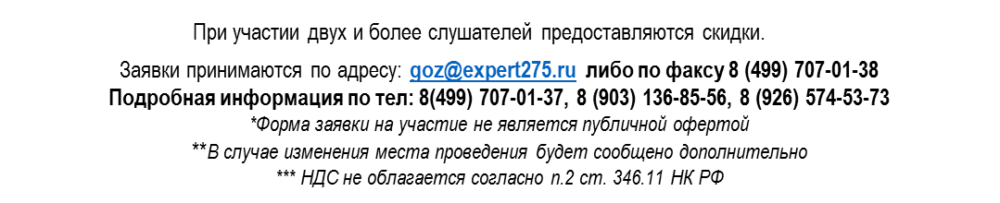 При участии двух и более слушателей предоставляются скидки.
Заявки принимаются по адресу: goz@expert275.ru либо по факсу 8 (499) 707-01-38
Подробная информация по тел: 8(499) 707-01-37, 8 (903) 136-85-56, 8 (926) 574-53-73
*Форма заявки на участие не является публичной офертой
**В случае изменения места проведения будет сообщено дополнительно
*** НДС не облагается согласно п.2 ст. 346.11 НК РФ